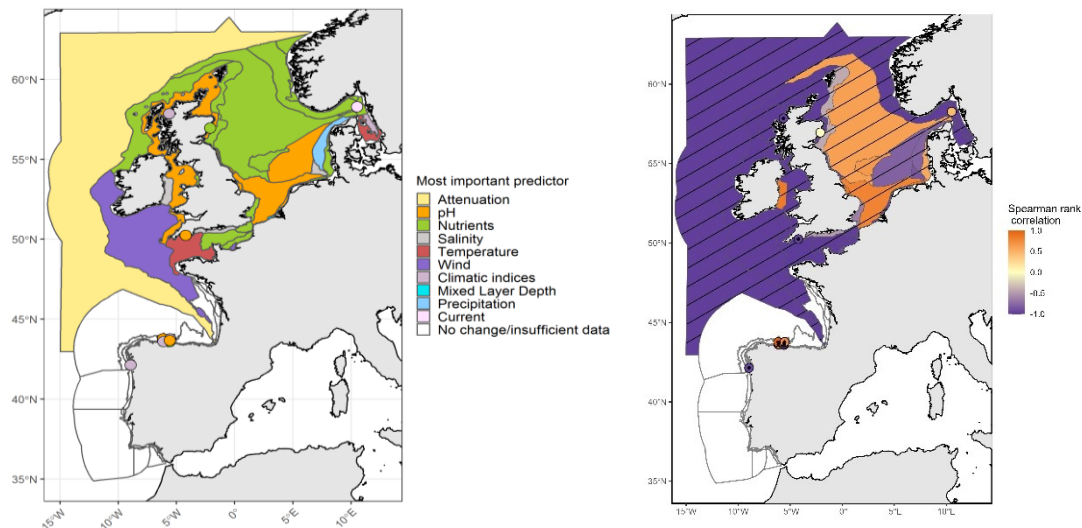 60°N
55°N
50°N
45°N
40°N
35°N
15°W
10°W
5°W
0°
5°E
10°E
Most important predictor
Attenuation
pH
Nutrients
Salinity
Temperature
Wind
Climatic indices
Mixed Layer Depth
Precipitation
Current
No change/insufficient data
60°N
55°N
50°N
45°N
40°N
35°N
15°W
10°W
5°W
0°
5°E
10°E
Spearman rank
correlation
1.0
0.5
0.0
-0.5
-1.0